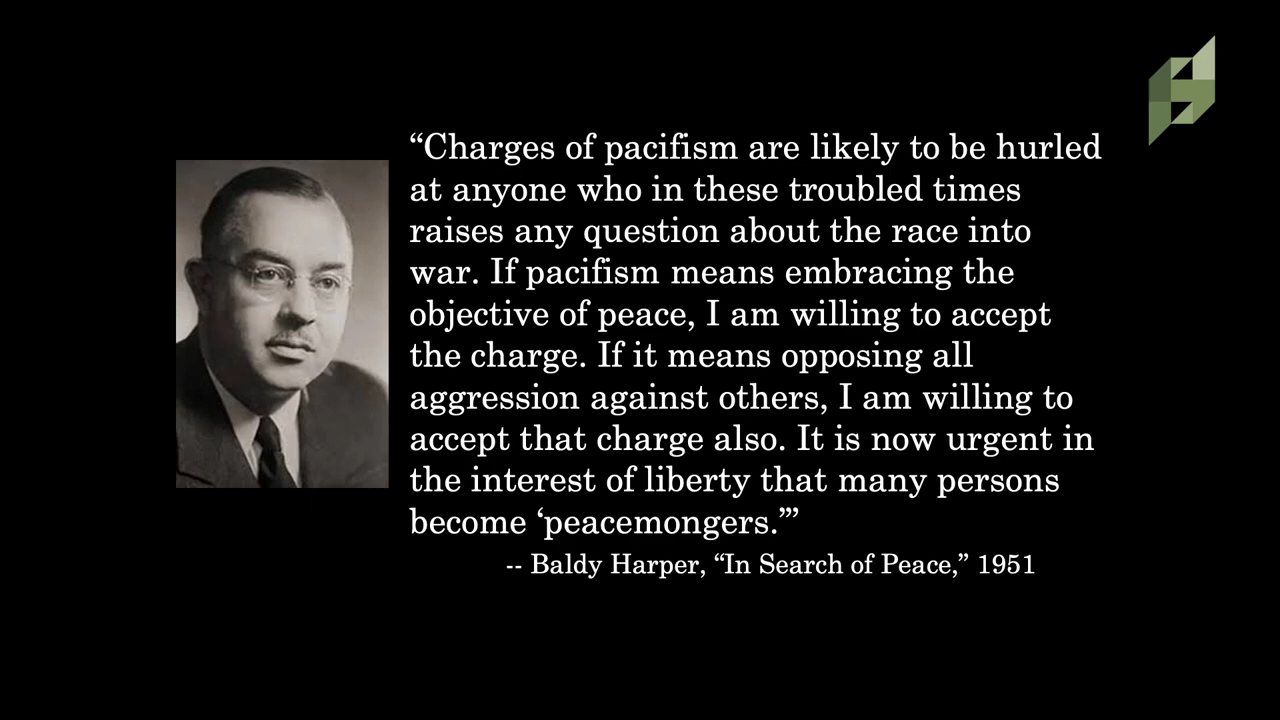 “Charges of pacifism are likely to be hurled
at anyone who in these troubled times
raises any question about the race into
war. If pacifism means embracing the
objective of peace, I am willing to accept
the charge. If it means opposing all
aggression against others, I am willing to
accept that charge also. It is now urgent in
the interest of liberty that many persons
become ‘peacemongers.’”
-- Baldy Harper, “In Search of Peace,” 1951